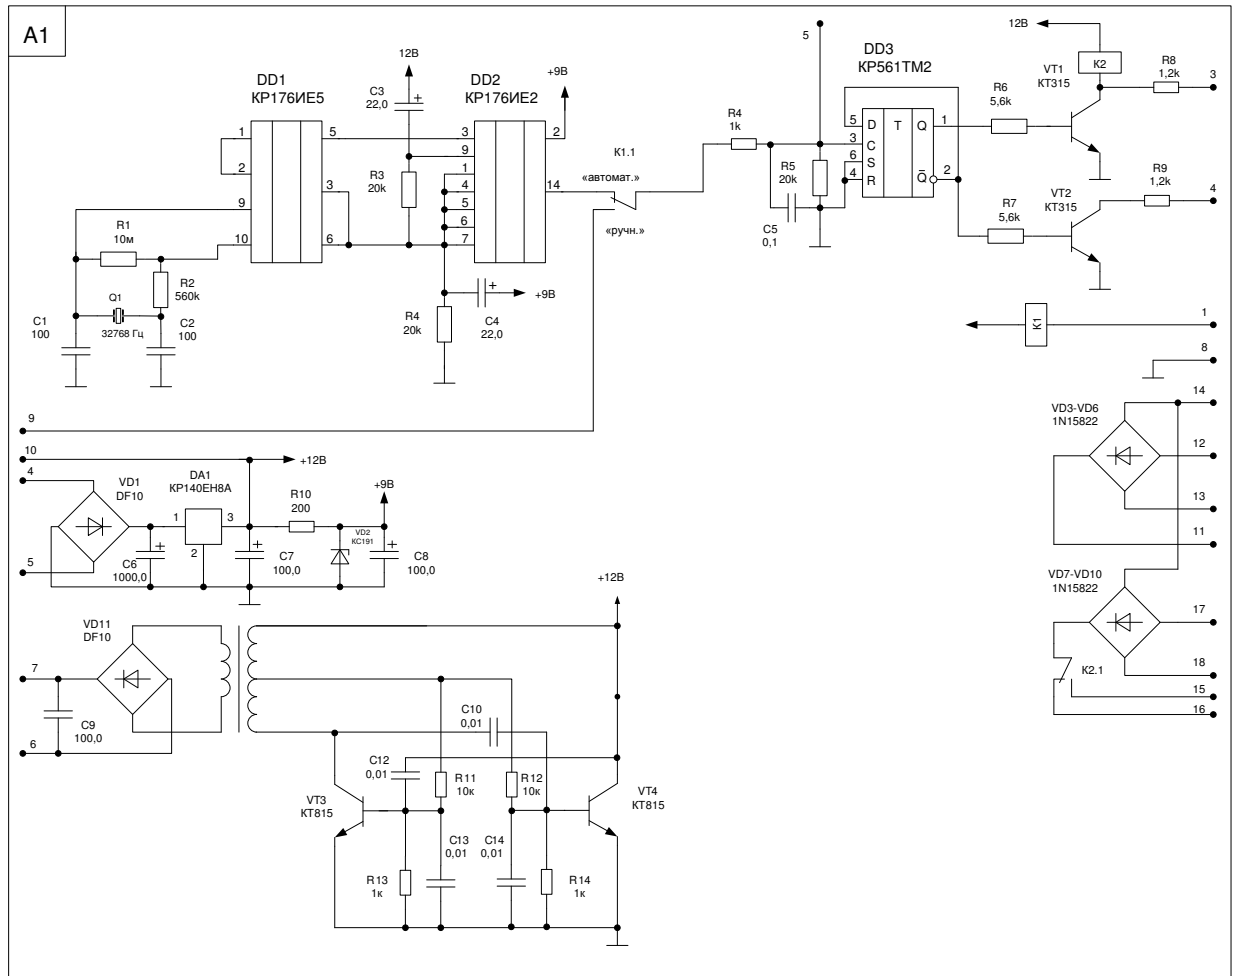 A1
DD1
КР176ИЕ5
1
2
9
10
5
3
6
R1
10м
R2
560k
Q1
32768 Гц
C1
100
C2
100
12В
C3
22,0
+
R3
20k
DD2
КР176ИЕ2
3
9
1
4
5
6
7
2
14
+9В
C4
22,0
+
+9В
R4
20k
К1.1
«автомат.»
«ручн.»
R4
1k
5
R5
20k
C5
0,1
DD3
КР561ТМ2
5 D T Q 1
3 C
6 S
4 R Q 2
R6
5,6k
R7
5,6k
12В
К2
VT1
КТ315
R8
1,2k
3
VT2
КТ315
R9
1,2k
4
К1
1
8
14
VD3-VD6
1N15822
12
13
11
VD7-VD10
1N15822
17
18
К2.1
15
16
9
10
+12В
4
VD1
DF10
5
DA1
КР140ЕН8А
1
3
2
C6
1000,0
+
C7
100,0
+
R10
200
VD2
КС191
+9В
C8
100,0
+
VD11
DF10
7
C9
100,0
6
+12В
C10
0,01
C12
0,01
R11
10к
R12
10к
VT3
КТ815
VT4
КТ815
C13
0,01
C14
0,01
R13
1к
R14
1к